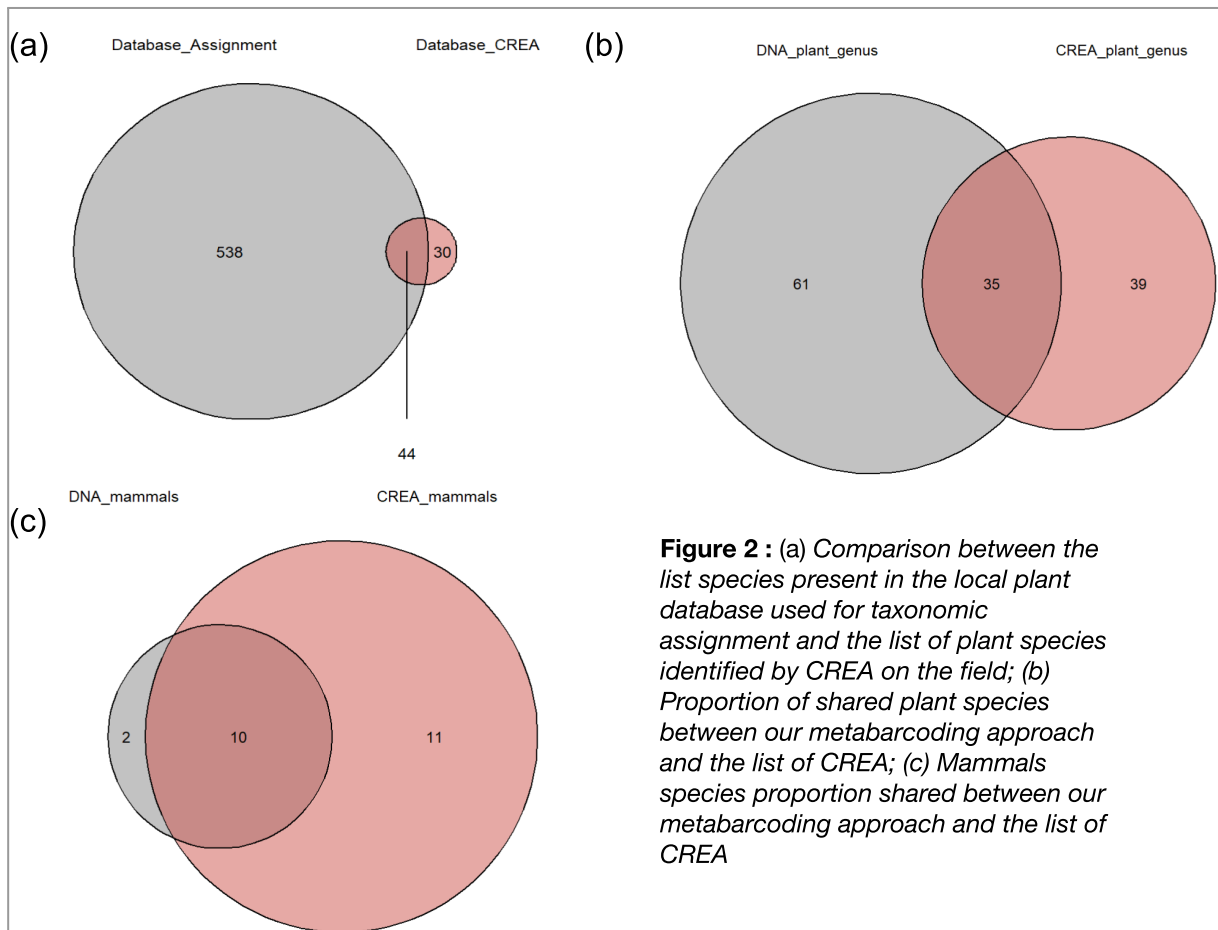 (a)
Database_Assignment
Database_CREA
538
30
44
(b)
DNA_plant_genus
CREA_plant_genus
61
35
39
(c)
DNA_mammals
CREA_mammals
2
10
11
Figure 2 : (a) Comparison between the
list species present in the local plant
database used for taxonomic
assignment and the list of plant species
identified by CREA on the field; (b)
Proportion of shared plant species
between our metabarcoding approach
and the list of CREA; (c) Mammals
species proportion shared between our
metabarcoding approach and the list of
CREA